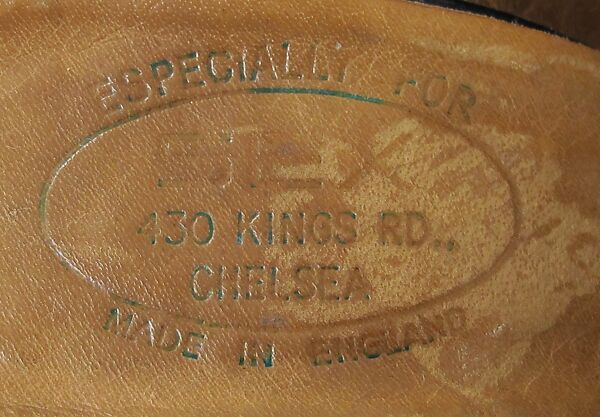 ESPECIALLY FOR
430 KINGS RD.,
CHELSEA
MADE IN ENGLAND